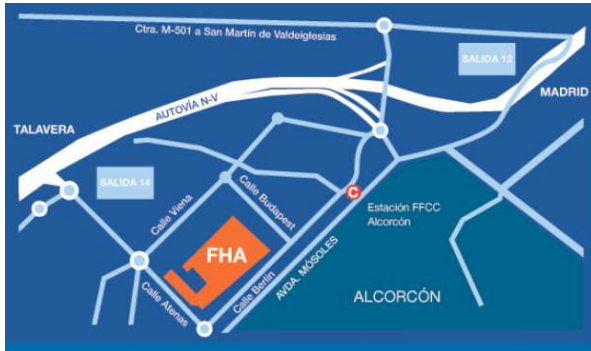 Ctra. M-501 a San Martín de Valdeiglesias
SALIDA 12
MADRID
AUTOVÍA N-V
TALAVERA
SALIDA 14
Calle Viena
Calle Budapest
C
Estación FFCC
Alcorcón
FHA
AVDA. MÓSOLES
Calle Berlín
Calle Atenas
ALCORCÓN